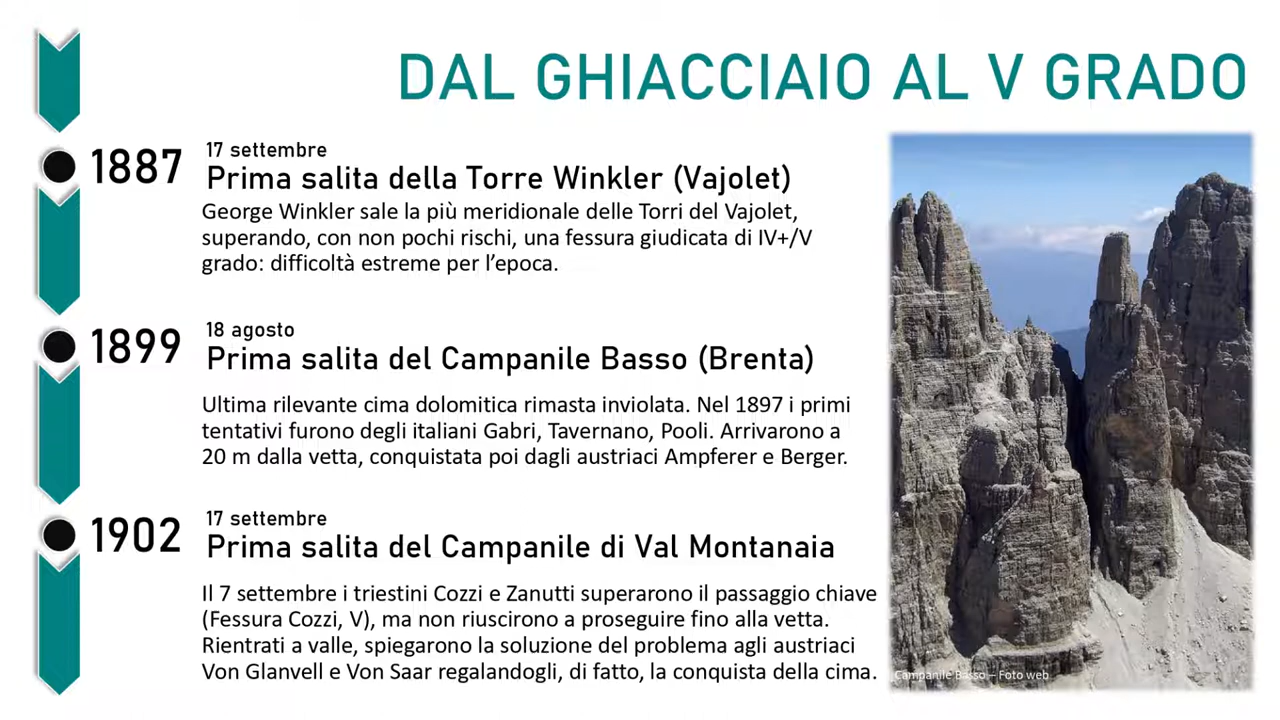 DAL GHIACCIAIO AL V GRADO
1887
17 settembre
Prima salita della Torre Winkler (Vajolet)
George Winkler sale la più meridionale delle Torri del Vajolet,
superando, con non pochi rischi, una fessura giudicata di IV+/V
grado: difficoltà estreme per l’epoca.
1899
18 agosto
Prima salita del Campanile Basso (Brenta)
Ultima rilevante cima dolomitica rimasta inviolata. Nel 1897 i primi
tentativi furono degli italiani Gabri, Tavernano, Pooli. Arrivarono a
20 m dalla vetta, conquistata poi dagli austriaci Ampferer e Berger.
1902
17 settembre
Prima salita del Campanile di Val Montanaia
Il 7 settembre i triestini Cozzi e Zanutti superarono il passaggio chiave
(Fessura Cozzi, V), ma non riuscirono a proseguire fino alla vetta.
Rientrati a valle, spiegarono la soluzione del problema agli austriaci
Von Glanvell e Von Saar regalandogli, di fatto, la conquista della cima.
Campanile Basso – Foto web